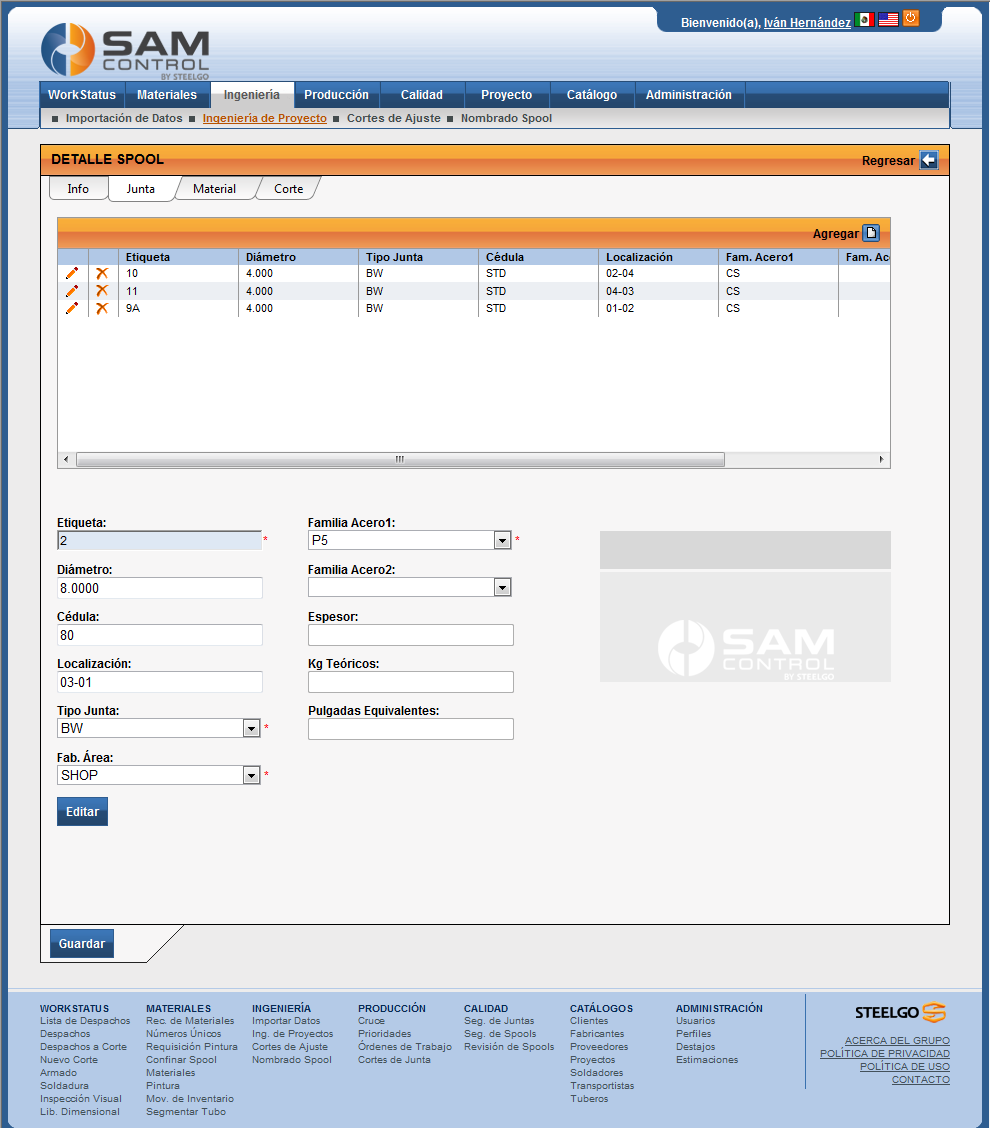 Bienvenido(a), Iván Hernández
SAM
CONTROL
BY STEELGO
WorkStatus Materiales Ingeniería Producción Calidad Proyecto Catálogo Administración
Importación de Datos Ingeniería de Proyecto Cortes de Ajuste Nombrado Spool
DETALLE SPOOL Regresar
Info Junta Material Corte
Agregar
Etiqueta Diámetro Tipo Junta Cédula Localización Fam. Acero1 Fam. Ac
10 4.000 BW STD 02-04 CS
11 4.000 BW STD 04-03 CS
9A 4.000 BW STD 01-02 CS
Etiqueta: Familia Acero1:
2 * P5 *
Diámetro: Familia Acero2:
8.0000
Cédula: Espesor:
80
Localización: Kg Teóricos:
03-01
Tipo Junta: Pulgadas Equivalentes:
BW *
Fab. Área:
SHOP *
SAM
CONTROL
BY STEELGO
Editar
Guardar
WORKSTATUS MATERIALES INGENIERÍA PRODUCCIÓN CALIDAD CATÁLOGOS ADMINISTRACIÓN STEELGO
Lista de Despachos Rec. de Materiales Importar Datos Cruce Seg. de Juntas Clientes Usuarios
Despachos Números Únicos Ing. de Proyectos Prioridades Seg. de Spools Fabricantes Perfiles
Despachos a Corte Requisición Pintura Cortes de Ajuste Órdenes de Trabajo Revisión de Spools Proveedores Destajos ACERCA DEL GRUPO
Nuevo Corte Confinar Spool Nombrado Spool Cortes de Junta Proyectos Estimaciones POLÍTICA DE PRIVACIDAD
Armado Materiales Soldadores POLÍTICA DE USO
Soldadura Pintura Transportistas CONTACTO
Inspección Visual Mov. de Inventario Tuberos
Lib. Dimensional Segmentar Tubo